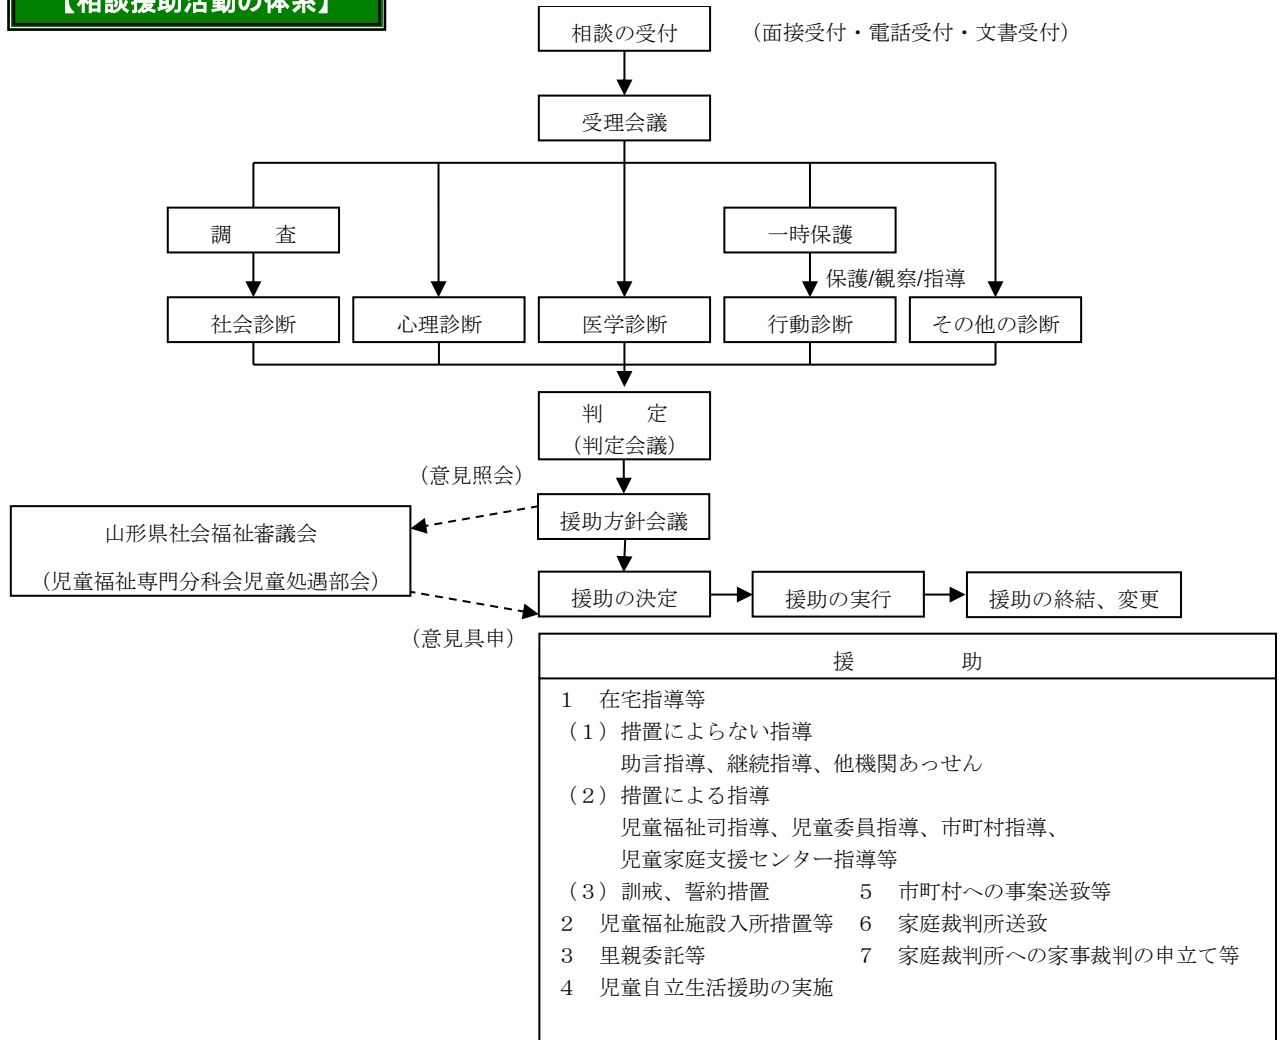 【相談援助活動の体系】
相談の受付
（面接受付・電話受付・文書受付）
受理会議
調　　査
一時保護
保護/観察/指導
社会診断
心理診断
医学診断
行動診断
その他の診断
判　　定
（判定会議）
（意見照会）
援助方針会議
山形県社会福祉審議会
（児童福祉専門分科会児童処遇部会）
（意見具申）
援助の決定
援助の実行
援助の終結、変更
援　　　　　助
１　在宅指導等
（１）措置によらない指導
助言指導、継続指導、他機関あっせん
（２）措置による指導
児童福祉司指導、児童委員指導、市町村指導、
児童家庭支援センター指導等
（３）訓戒、誓約措置
２　児童福祉施設入所措置等
３　里親委託等
４　児童自立生活援助の実施
５　市町村への事案送致等
６　家庭裁判所送致
７　家庭裁判所への家事裁判の申立て等